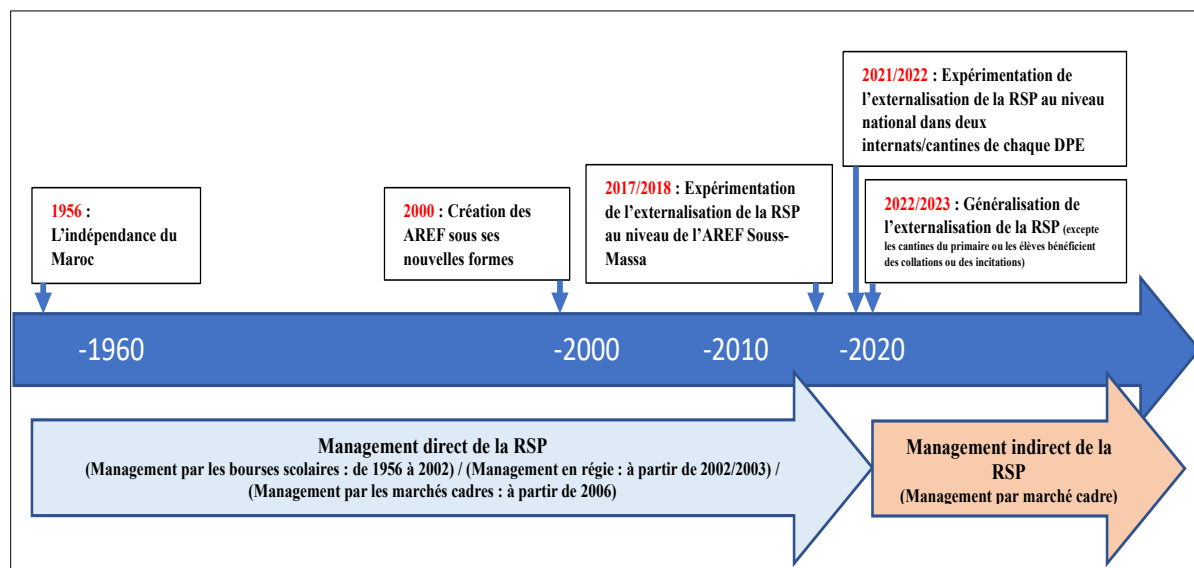 1956 :
L’indépendance du
Maroc
2000 : Création des
AREF sous ses
nouvelles formes
2017/2018 : Expérimentation
de l’externalisation de la RSP
au niveau de l’AREF Souss-
Massa
2021/2022 : Expérimentation de
l’externalisation de la RSP au niveau
national dans deux
internats/cantines de chaque DPE
2022/2023 : Généralisation de
l’externalisation de la RSP (excepte
les cantines du primaire ou les élèves bénéficient
des collations ou des incitations)
-1960
-2000
-2010
-2020
Management direct de la RSP
(Management par les bourses scolaires : de 1956 à 2002) / (Management en régie : à partir de 2002/2003) /
(Management par les marchés cadres : à partir de 2006)
Management indirect de la
RSP
(Management par marché cadre)